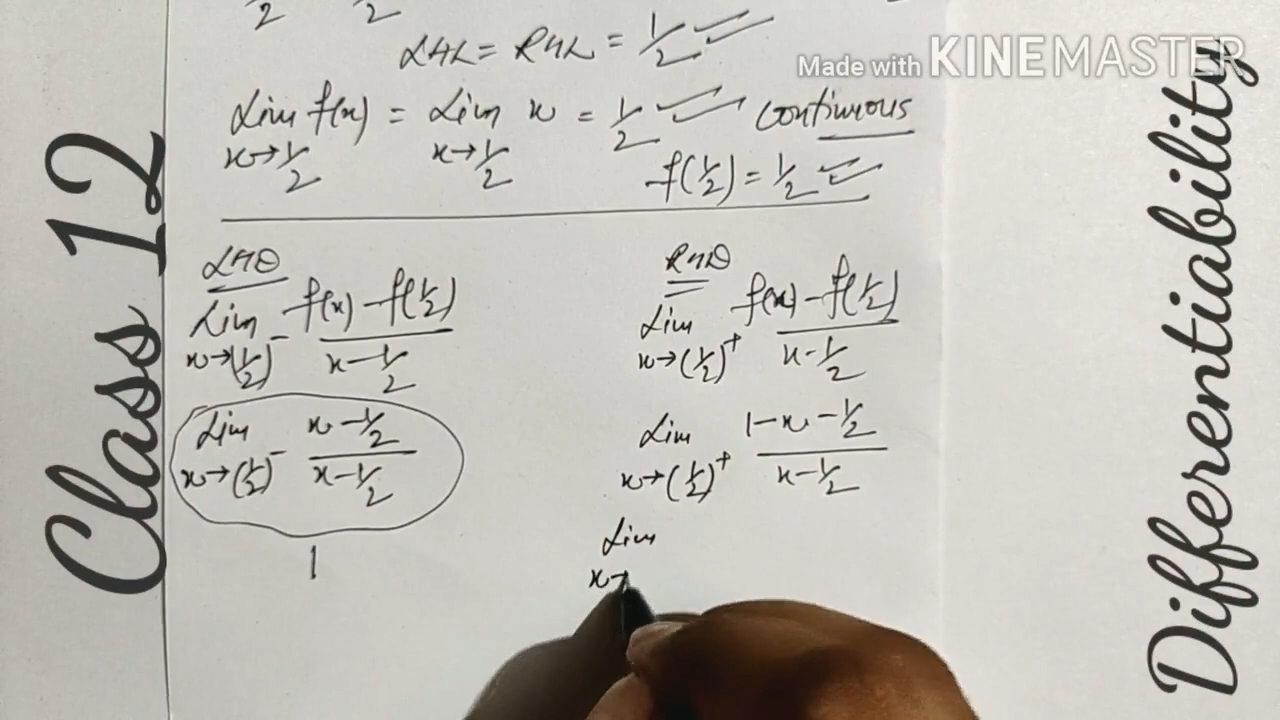 Class 12
Differentiability
Made with KINEMASTER
2 2
LHL = RHL = 1/2
Lim f(x) = Lim x = 1/2 continuous
x→1/2 x→1/2
f(1/2) = 1/2
LHD
Lim f(x) - f(1/2)
x→(1/2)⁻ x - 1/2
Lim x - 1/2
x→(1/2)⁻ x - 1/2
1
RHD
Lim f(x) - f(1/2)
x→(1/2)⁺ x - 1/2
Lim 1 - x - 1/2
x→(1/2)⁺ x - 1/2
Lim
x→